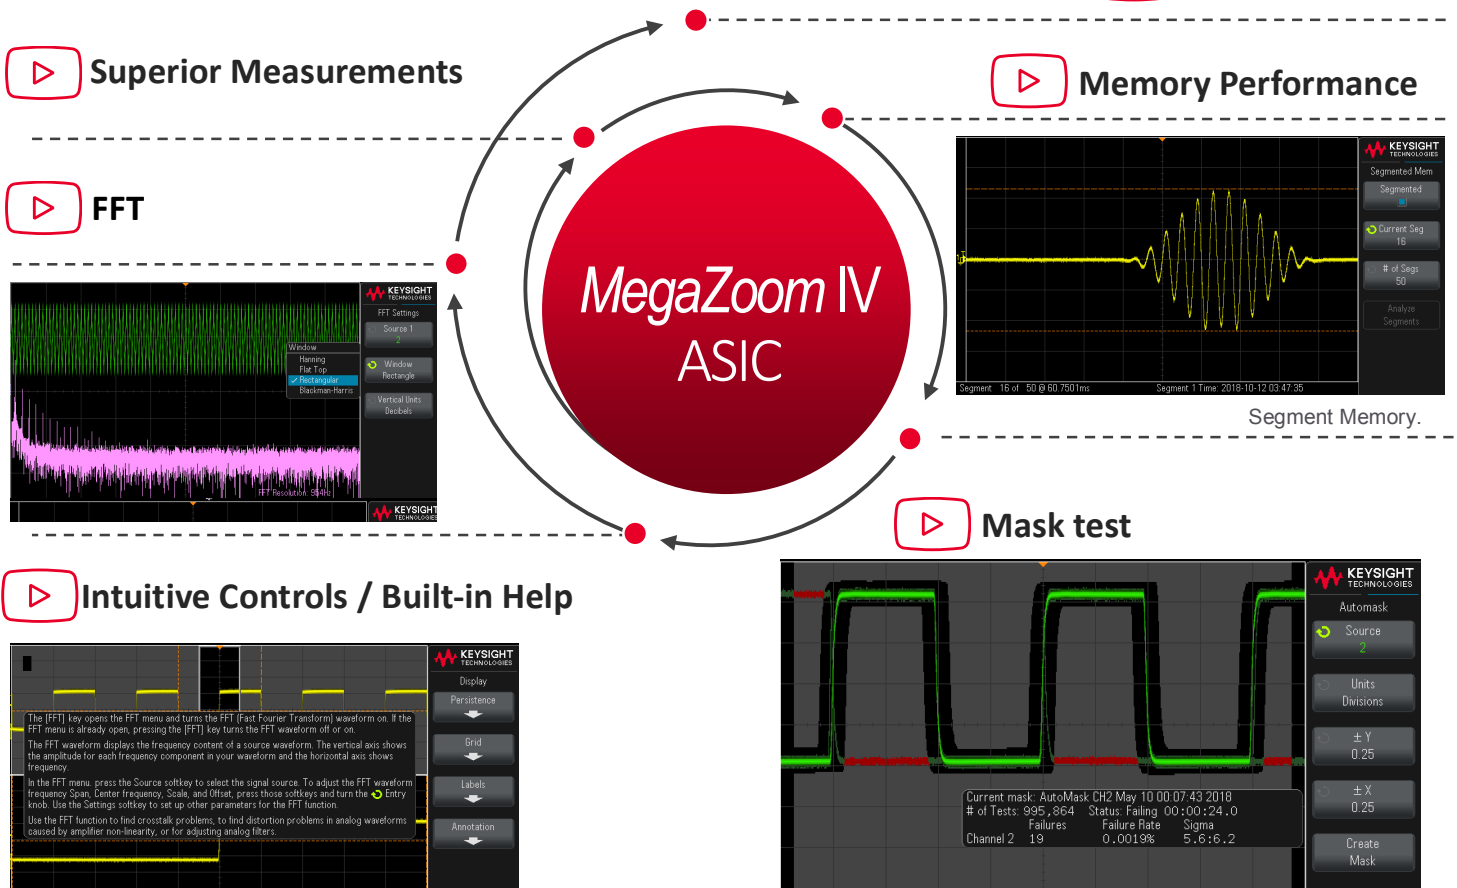 Superior Measurements
Memory Performance
FFT
MegaZoom IV
ASIC
KEYSIGHT
TECHNOLOGIES
Segmented Mem
Segmented
Current Seg
16
# of Segs
50
Analyze
Segments
Segment 16 of 50 @ 60.7501ms
Segment 1 Time: 2018-10-12 03:47:35
Segment Memory.
KEYSIGHT
TECHNOLOGIES
FFT Settings
Source 1
2
Window
Rectangle
Vertical Units
Decibels
Window
Hanning
Flat Top
Rectangular
Blackman-Harris
FFT Resolution: 954Hz
KEYSIGHT
TECHNOLOGIES
Mask test
Intuitive Controls / Built-in Help
KEYSIGHT
TECHNOLOGIES
Display
Persistence
Grid
Labels
Annotation
The [FFT] key opens the FFT menu and turns the FFT (Fast Fourier Transform) waveform on. If the
FFT menu is already open, pressing the [FFT] key turns the FFT waveform off or on.
The FFT waveform displays the frequency content of a source waveform. The vertical axis shows
the amplitude for each frequency component in your waveform and the horizontal axis shows
frequency.
In the FFT menu, press the Source softkey to select the signal source. To adjust the FFT waveform
frequency Span, Center frequency, Scale, and Offset, press those softkeys and turn the Entry
knob. Use the Settings softkey to set up other parameters for the FFT function.
Use the FFT function to find crosstalk problems, to find distortion problems in analog waveforms
caused by amplifier non-linearity, or for adjusting analog filters.
KEYSIGHT
TECHNOLOGIES
Automask
Source
2
Units
Divisions
± Y
0.25
± X
0.25
Create
Mask
Current mask: AutoMask CH2 May 10 00:07:43 2018
# of Tests: 995,864 Status: Failing 00:00:24.0
Failures Failure Rate Sigma
Channel 2 19 0.0019% 5.6:6.2